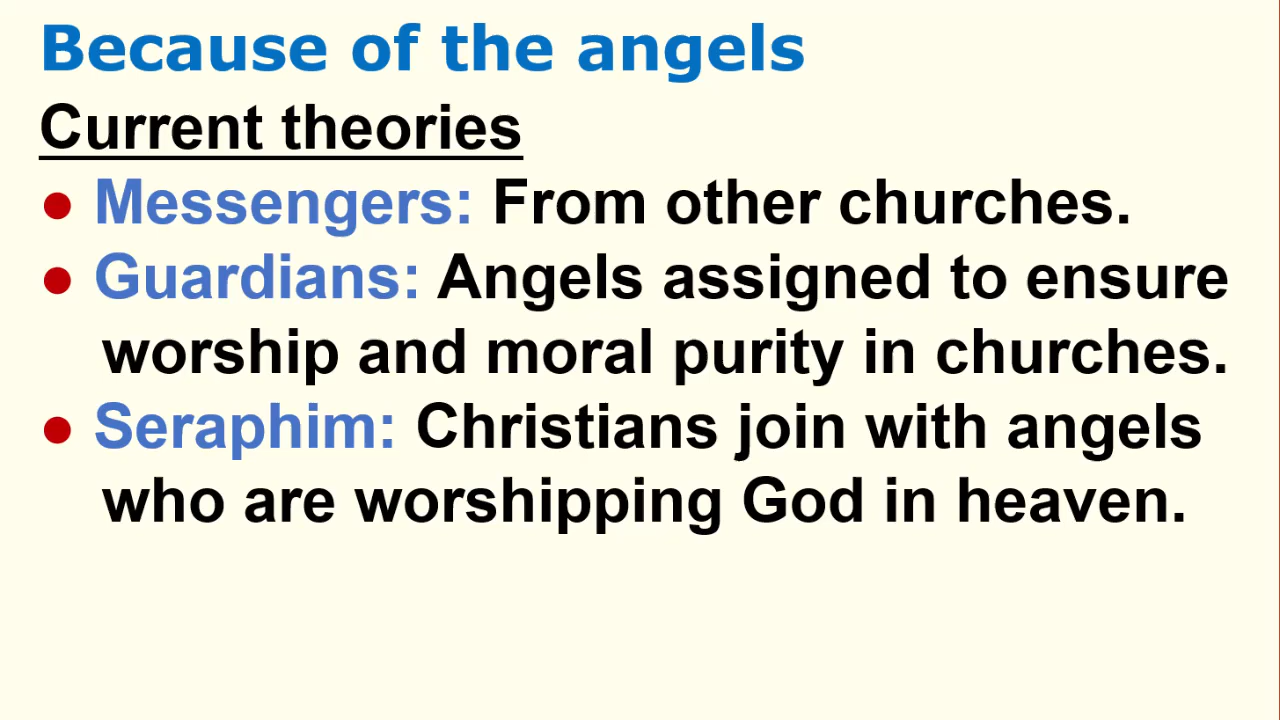 Because of the angels
Current theories
● Messengers: From other churches.
● Guardians: Angels assigned to ensure
worship and moral purity in churches.
● Seraphim: Christians join with angels
who are worshipping God in heaven.